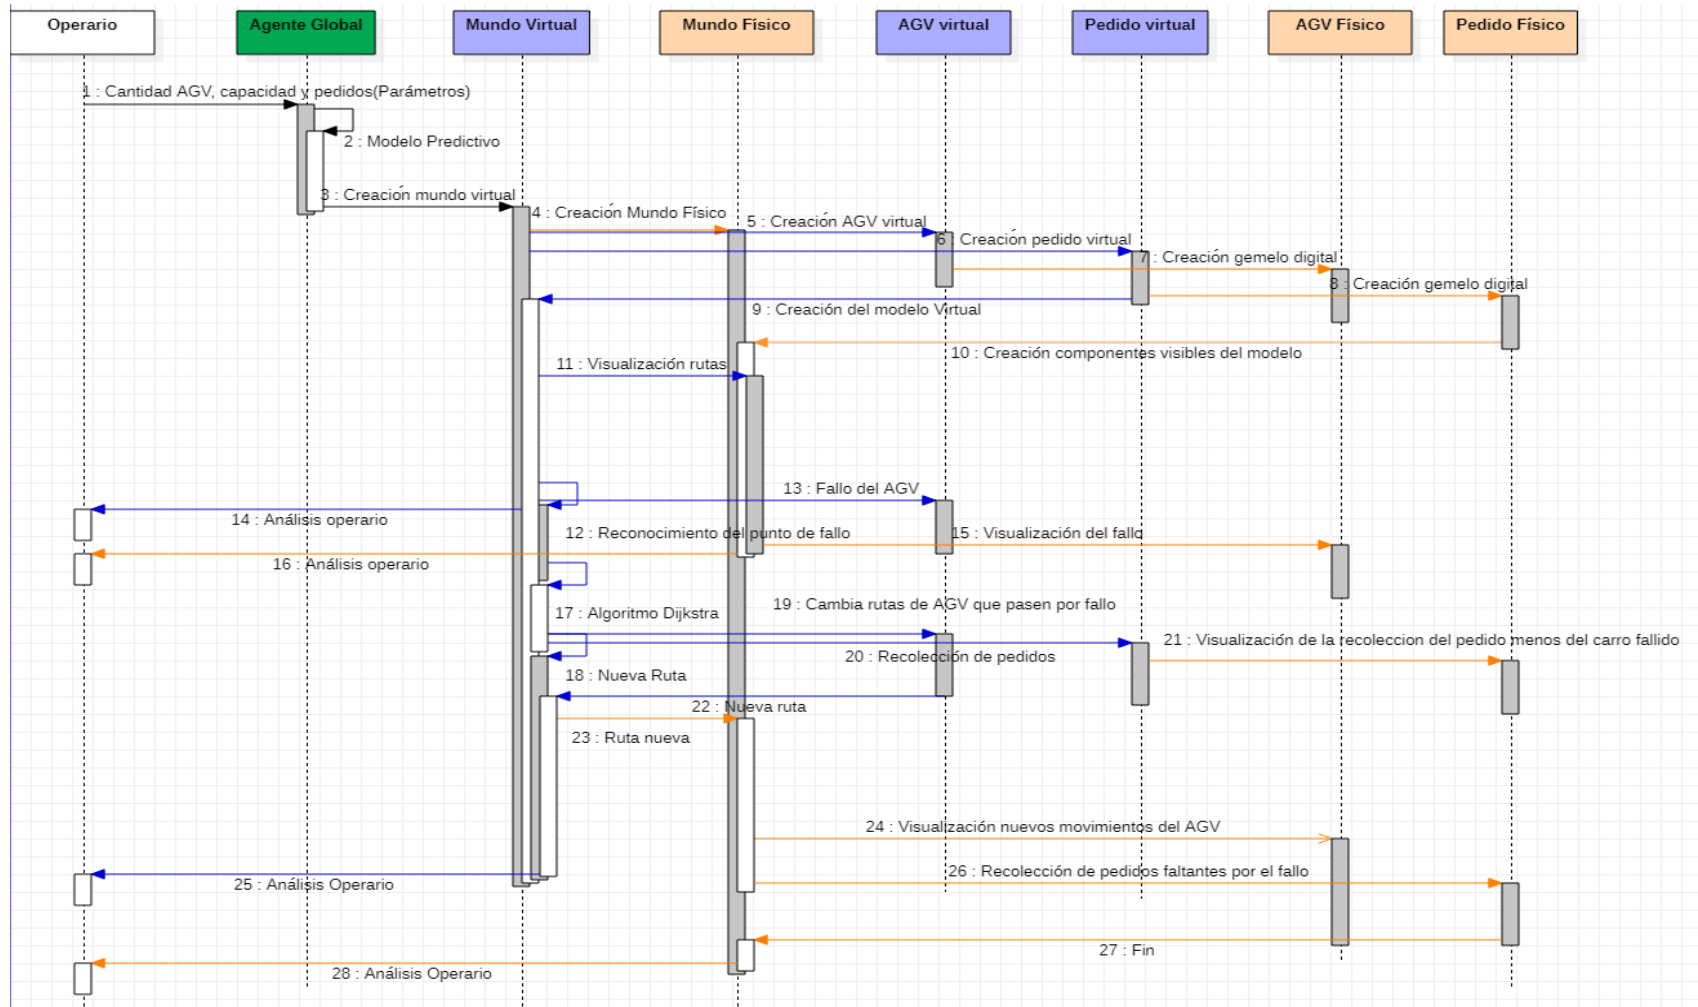 Operario
Agente Global
Mundo Virtual
Mundo Físico
AGV virtual
Pedido virtual
AGV Físico
Pedido Físico
1 : Cantidad AGV, capacidad y pedidos(Parámetros)
2 : Modelo Predictivo
3 : Creación mundo virtual
4 : Creación Mundo Físico
5 : Creación AGV virtual
6 : Creación pedido virtual
7 : Creación gemelo digital
8 : Creación gemelo digital
9 : Creación del modelo Virtual
10 : Creación componentes visibles del modelo
11 : Visualización rutas
13 : Fallo del AGV
14 : Análisis operario
12 : Reconocimiento del punto de fallo
15 : Visualización del fallo
16 : Análisis operario
19 : Cambia rutas de AGV que pasen por fallo
17 : Algoritmo Dijkstra
21 : Visualización de la recoleccion del pedido menos del carro fallido
20 : Recolección de pedidos
18 : Nueva Ruta
22 : Nueva ruta
23 : Ruta nueva
24 : Visualización nuevos movimientos del AGV
26 : Recolección de pedidos faltantes por el fallo
25 : Análisis Operario
27 : Fin
28 : Análisis Operario